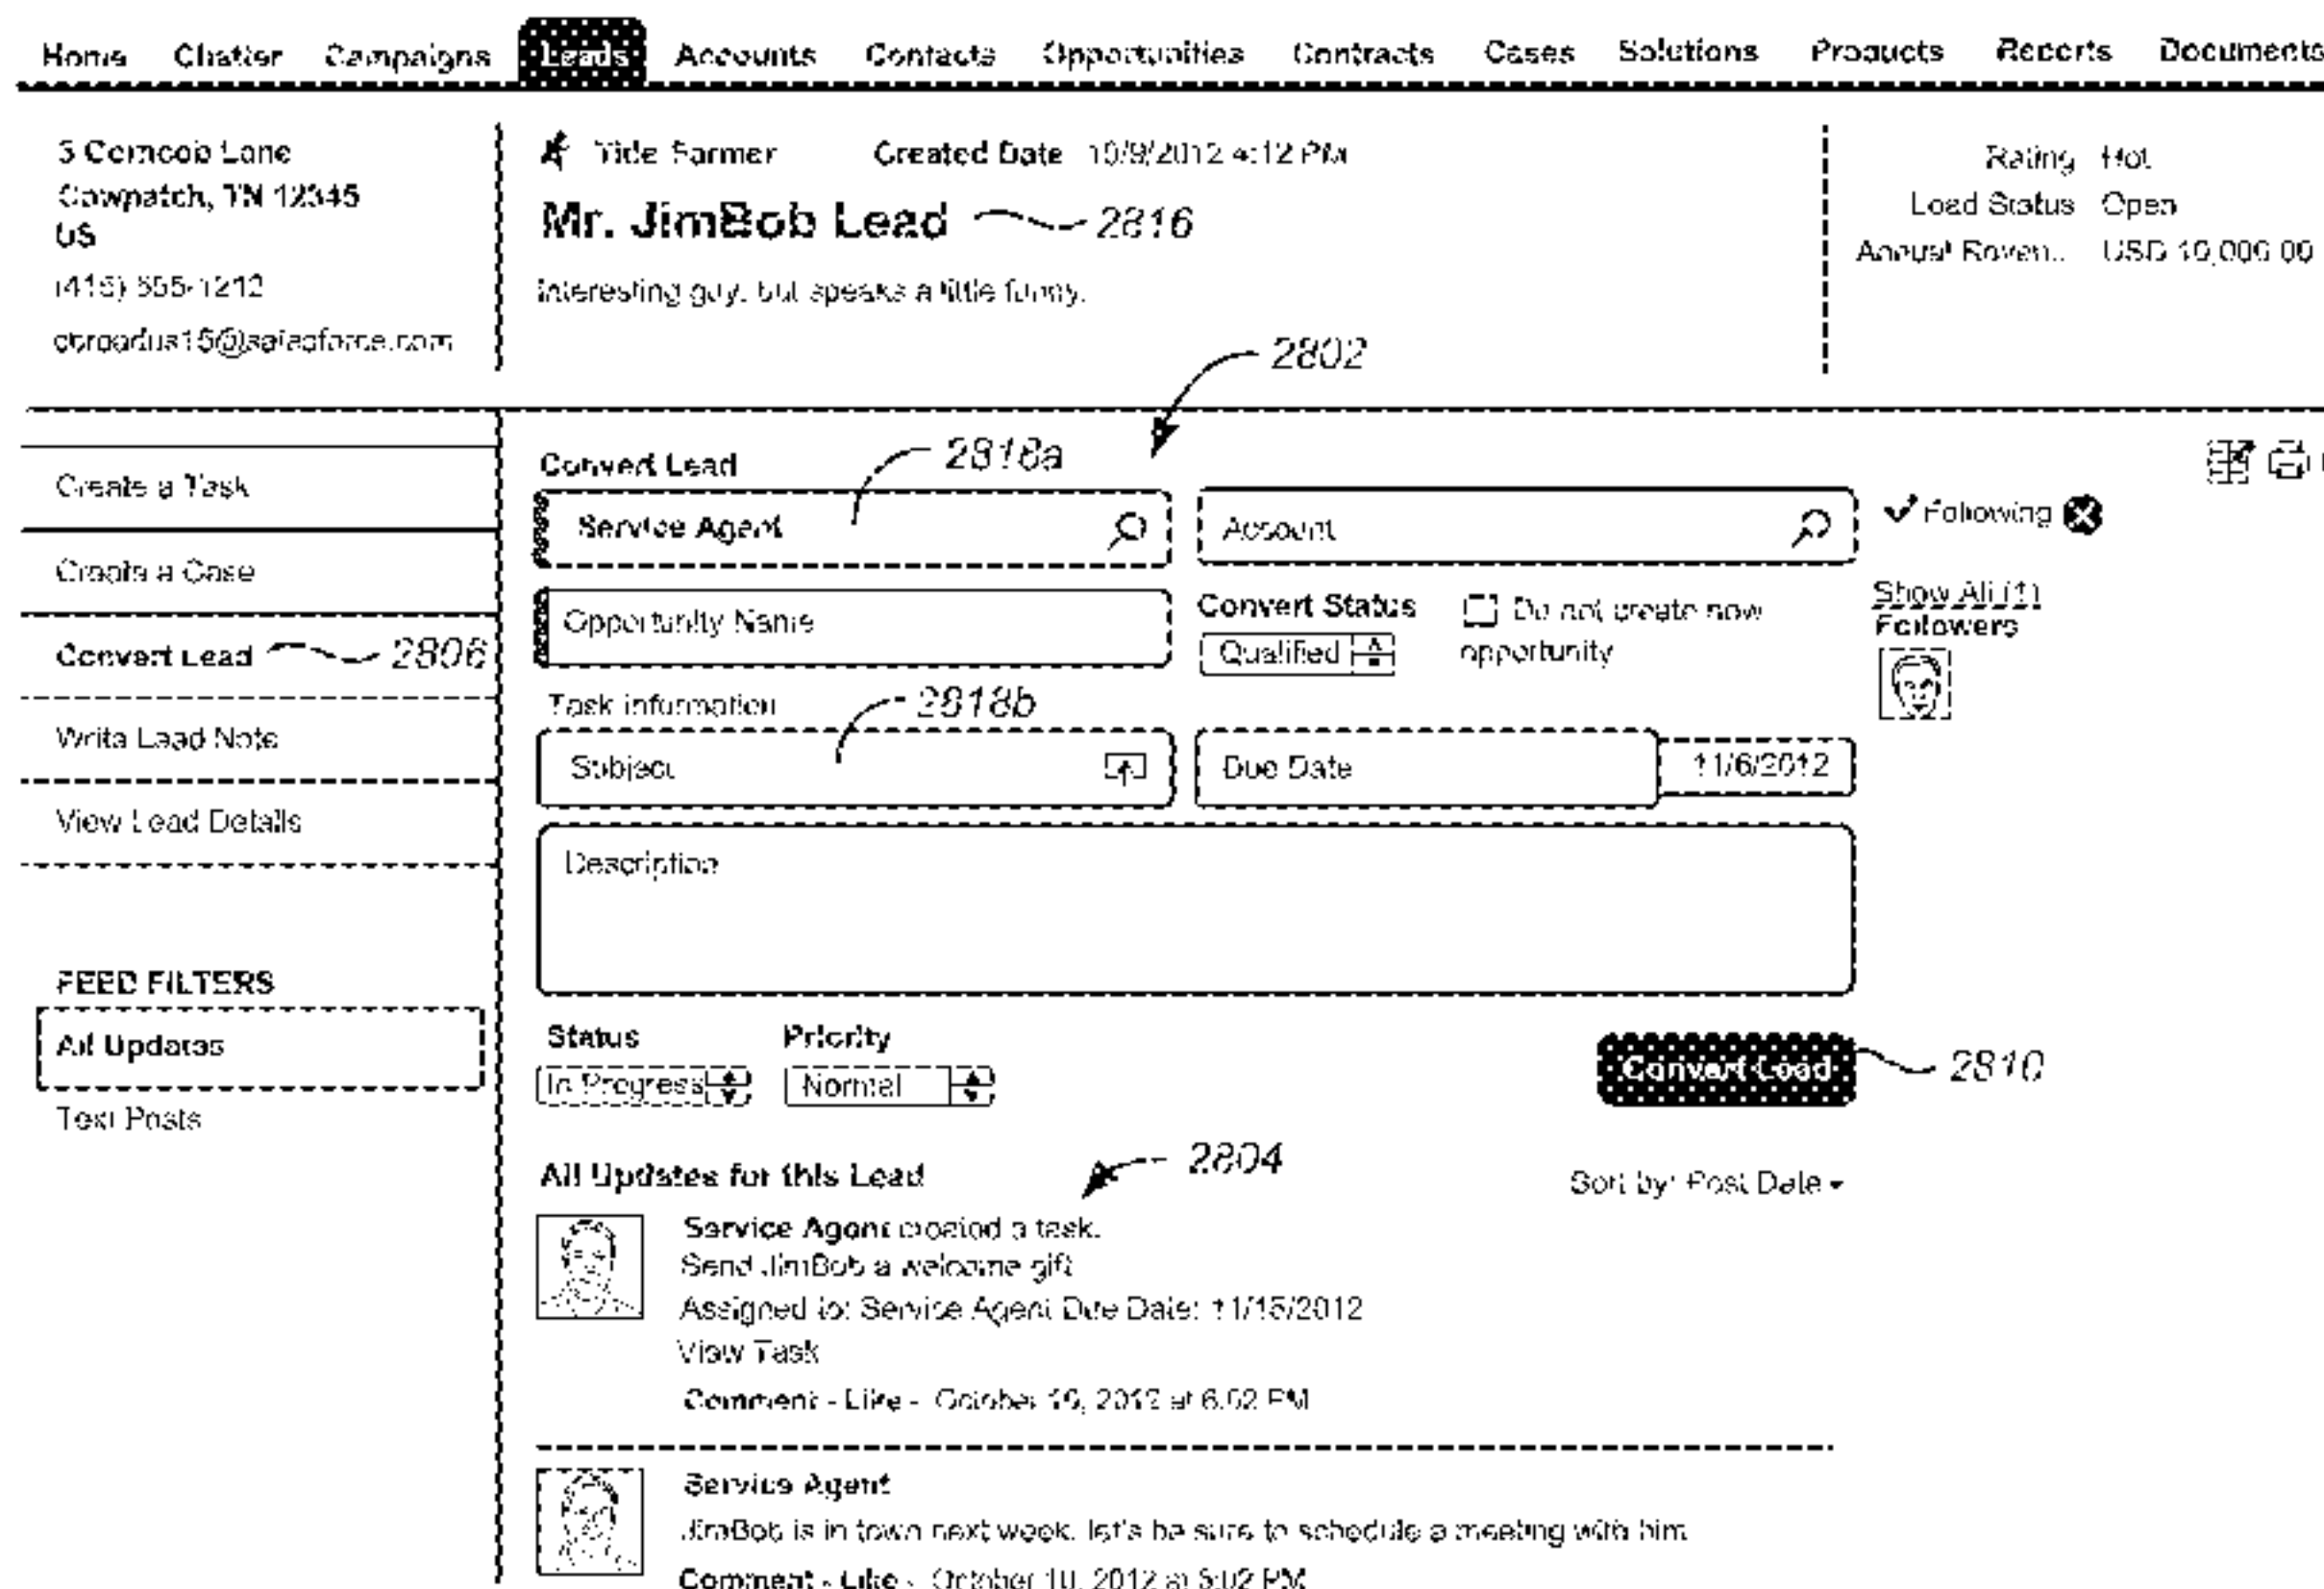 Home Chatter Campaigns Leads Accounts Contacts Opportunities Contracts Cases Solutions Products Reports Documents
5 Corncob Lane
Cowpatch, TN 12345
US
(415) 555-1212
@salesforce.com
Title Farmer Created Date 10/9/2012 4:12 PM
Mr. JimBob Lead 2816
Interesting guy, but speaks a little funny.
Rating Hot
Lead Status Open
Annual Reven... USD 10,000.00
2802
Create a Task
Create a Case
Convert Lead 2806
Write Lead Note
View Lead Details
FEED FILTERS
All Updates
Text Posts
Convert Lead 2818a
Service Agent Account
Following
Opportunity Name
Convert Status
Qualified
Do not create new
opportunity
Show All (1)
Followers
Task information 2818b
Subject Due Date 11/6/2012
Description
Status Priority
In Progress Normal
Convert Lead 2810
2804
All Updates for this Lead
Sort by: Post Date
Service Agent created a task.
Send JimBob a welcome gift
Assigned to: Service Agent Due Date: 11/15/2012
View Task
Comment - Like - October 10, 2012 at 6:02 PM
Service Agent
JimBob is in town next week. let's be sure to schedule a meeting with him
Comment - Like - October 10, 2012 at 5:02 PM